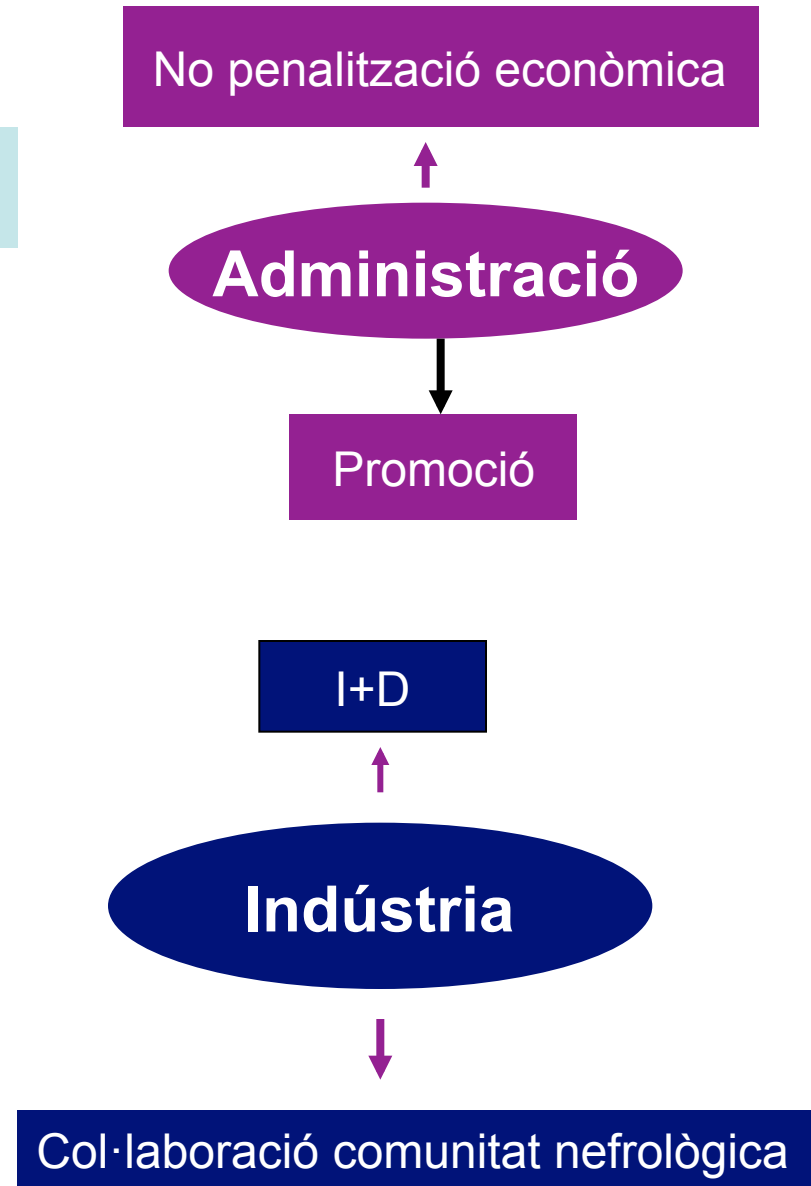 No penalització econòmica
Administració
Promoció
I+D
Indústria
Col·laboració comunitat nefrològica